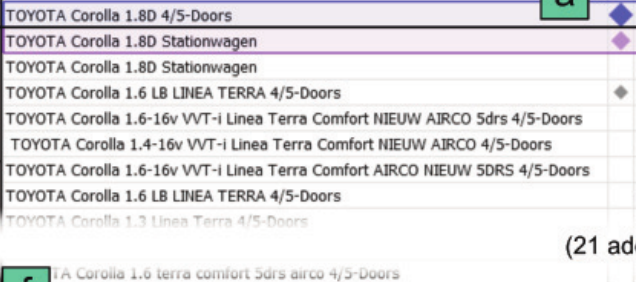 a
TOYOTA Corolla 1.8D 4/5-Doors
TOYOTA Corolla 1.8D Stationwagen
TOYOTA Corolla 1.8D Stationwagen
TOYOTA Corolla 1.6 LB LINEA TERRA 4/5-Doors
TOYOTA Corolla 1.6-16v VVT-i Linea Terra Comfort NIEUW AIRCO 5drs 4/5-Doors
TOYOTA Corolla 1.4-16v VVT-i Linea Terra Comfort NIEUW AIRCO 4/5-Doors
TOYOTA Corolla 1.6-16v VVT-i Linea Terra Comfort AIRCO NIEUW 5DRS 4/5-Doors
TOYOTA Corolla 1.6 LB LINEA TERRA 4/5-Doors
TOYOTA Corolla 1.3 Linea Terra 4/5-Doors
(21 ad
TA Corolla 1.6 terra comfort 5drs airco 4/5-Doors
f